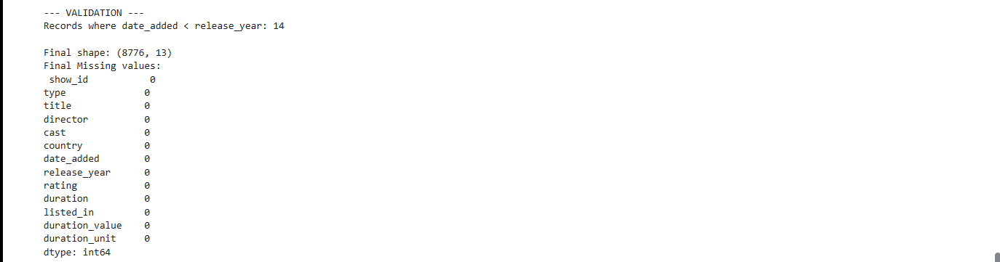 --- VALIDATION ---
Records where date_added < release_year: 14
Final shape: (8776, 13)
Final Missing values:
show_id 0
type 0
title 0
director 0
cast 0
country 0
date_added 0
release_year 0
rating 0
duration 0
listed_in 0
duration_value 0
duration_unit 0
dtype: int64